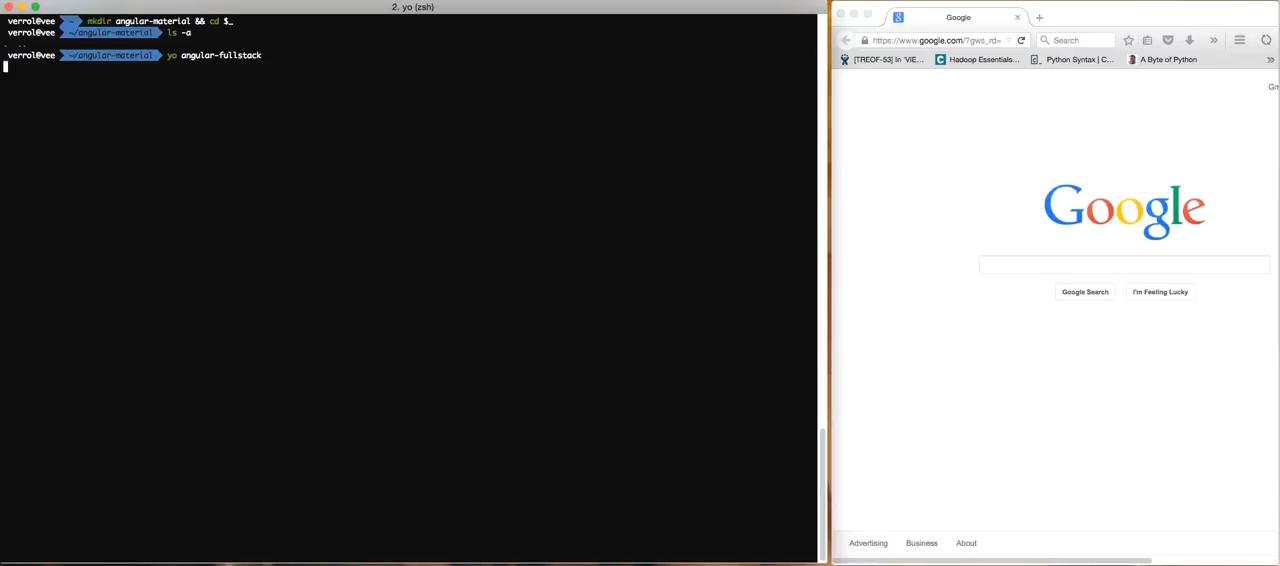 2. yo (zsh)
verrol@vee ~ mkdir angular-material && cd $_
verrol@vee ~/angular-material ls -a
. ..
verrol@vee ~/angular-material yo angular-fullstack
Google
https://www.google.com/?gws_rd=
Search
[TREOF-53] In 'VIE...
Hadoop Essentials...
Python Syntax | C...
A Byte of Python
Gm
Google
Google Search
I'm Feeling Lucky
Advertising
Business
About